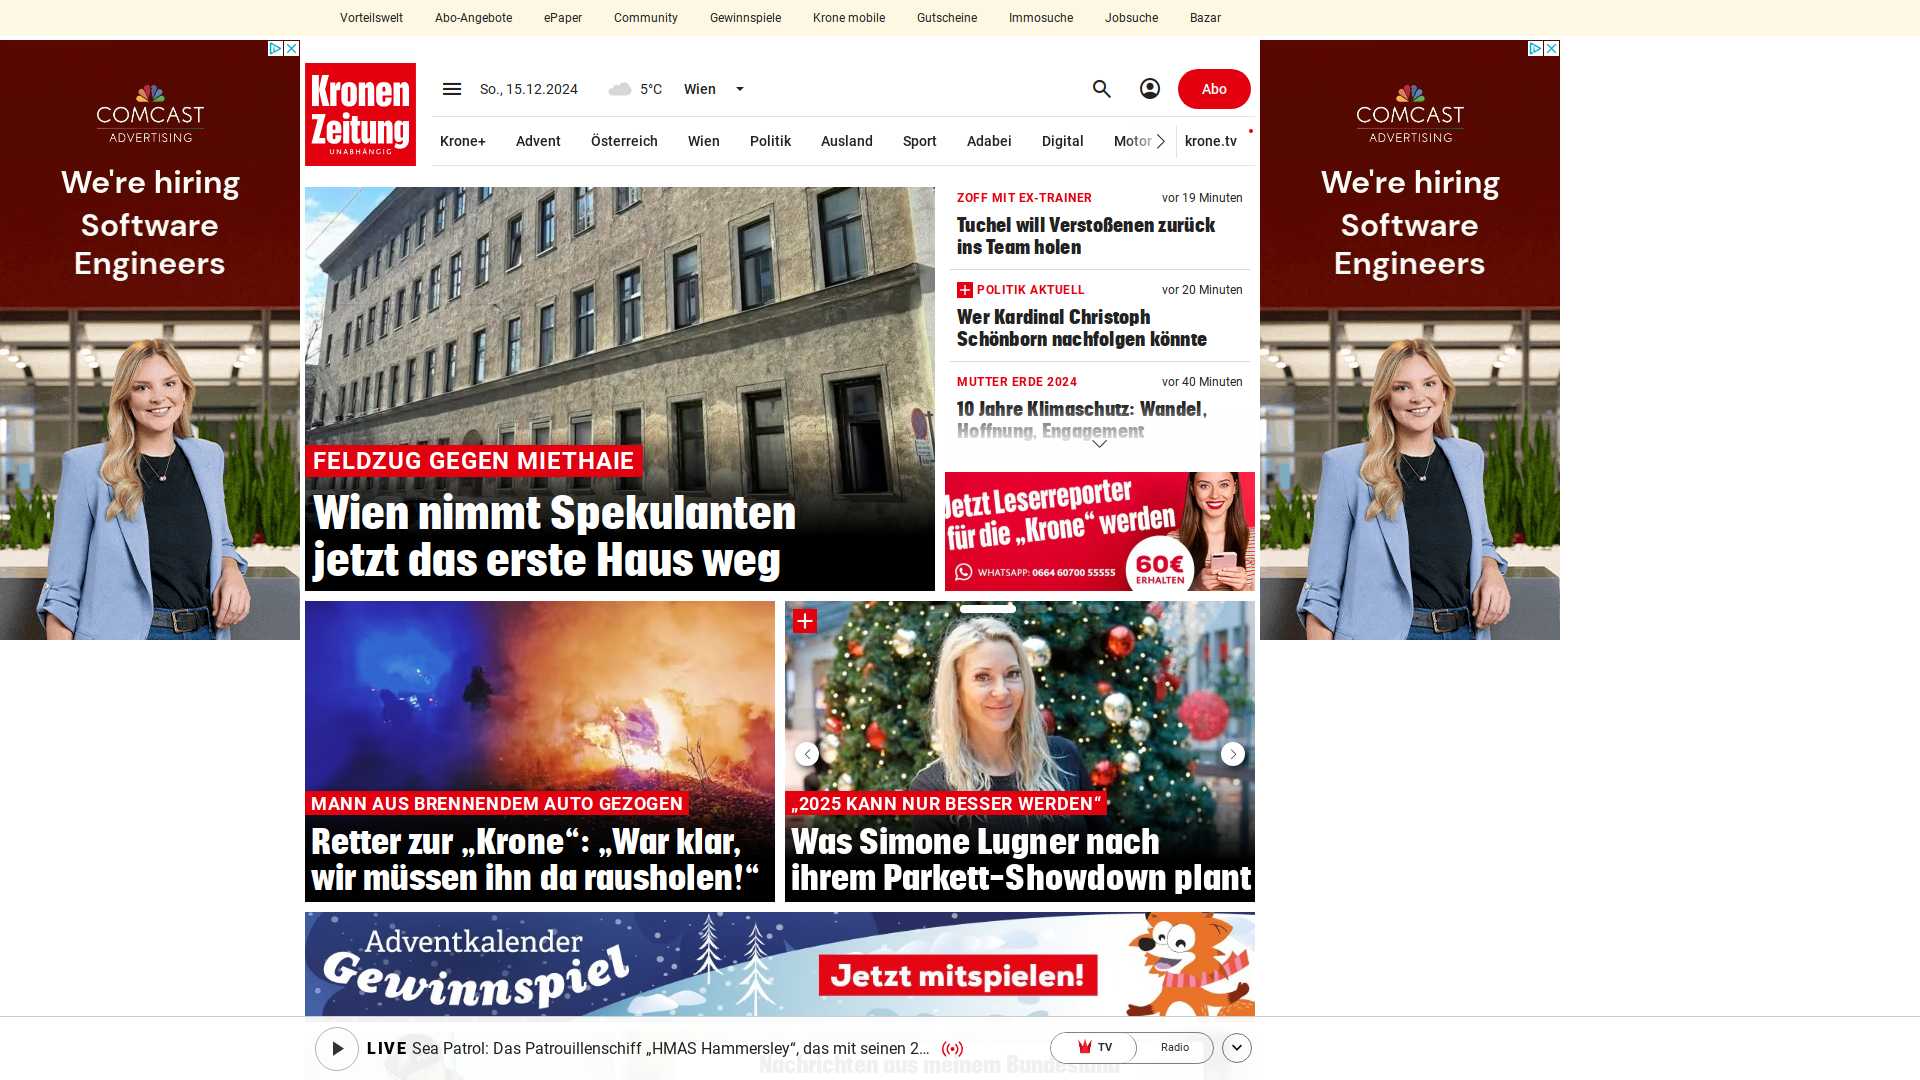 Vorteilswelt
Abo-Angebote
ePaper
Community
Gewinnspiele
Krone mobile
Gutscheine
Immosuche
Jobsuche
Bazar
COMCAST
ADVERTISING
We're hiring
Software
Engineers
Kronen
Zeitung
UNABHÄNGIG
So., 15.12.2024
5°C
Wien
Abo
Krone+
Advent
Österreich
Wien
Politik
Ausland
Sport
Adabei
Digital
Motor
krone.tv
FELDZUG GEGEN MIETHAIE
Wien nimmt Spekulanten
jetzt das erste Haus weg
ZOFF MIT EX-TRAINER
vor 19 Minuten
Tuchel will Verstoßenen zurück
ins Team holen
POLITIK AKTUELL
vor 20 Minuten
Wer Kardinal Christoph
Schönborn nachfolgen könnte
MUTTER ERDE 2024
vor 40 Minuten
10 Jahre Klimaschutz: Wandel,
Hoffnung, Engagement
Jetzt Leserreporter
für die „Krone“ werden
WHATSAPP: 0664 60700 55555
60€
ERHALTEN
COMCAST
ADVERTISING
We're hiring
Software
Engineers
MANN AUS BRENNENDEM AUTO GEZOGEN
Retter zur „Krone“: „War klar,
wir müssen ihn da rausholen!“
„2025 KANN NUR BESSER WERDEN“
Was Simone Lugner nach
ihrem Parkett-Showdown plant
Adventkalender
Gewinnspiel
Jetzt mitspielen!
LIVE Sea Patrol: Das Patrouillenschiff „HMAS Hammersley“, das mit seinen 2...
TV
Radio
Nachrichten aus meinem Bundesland